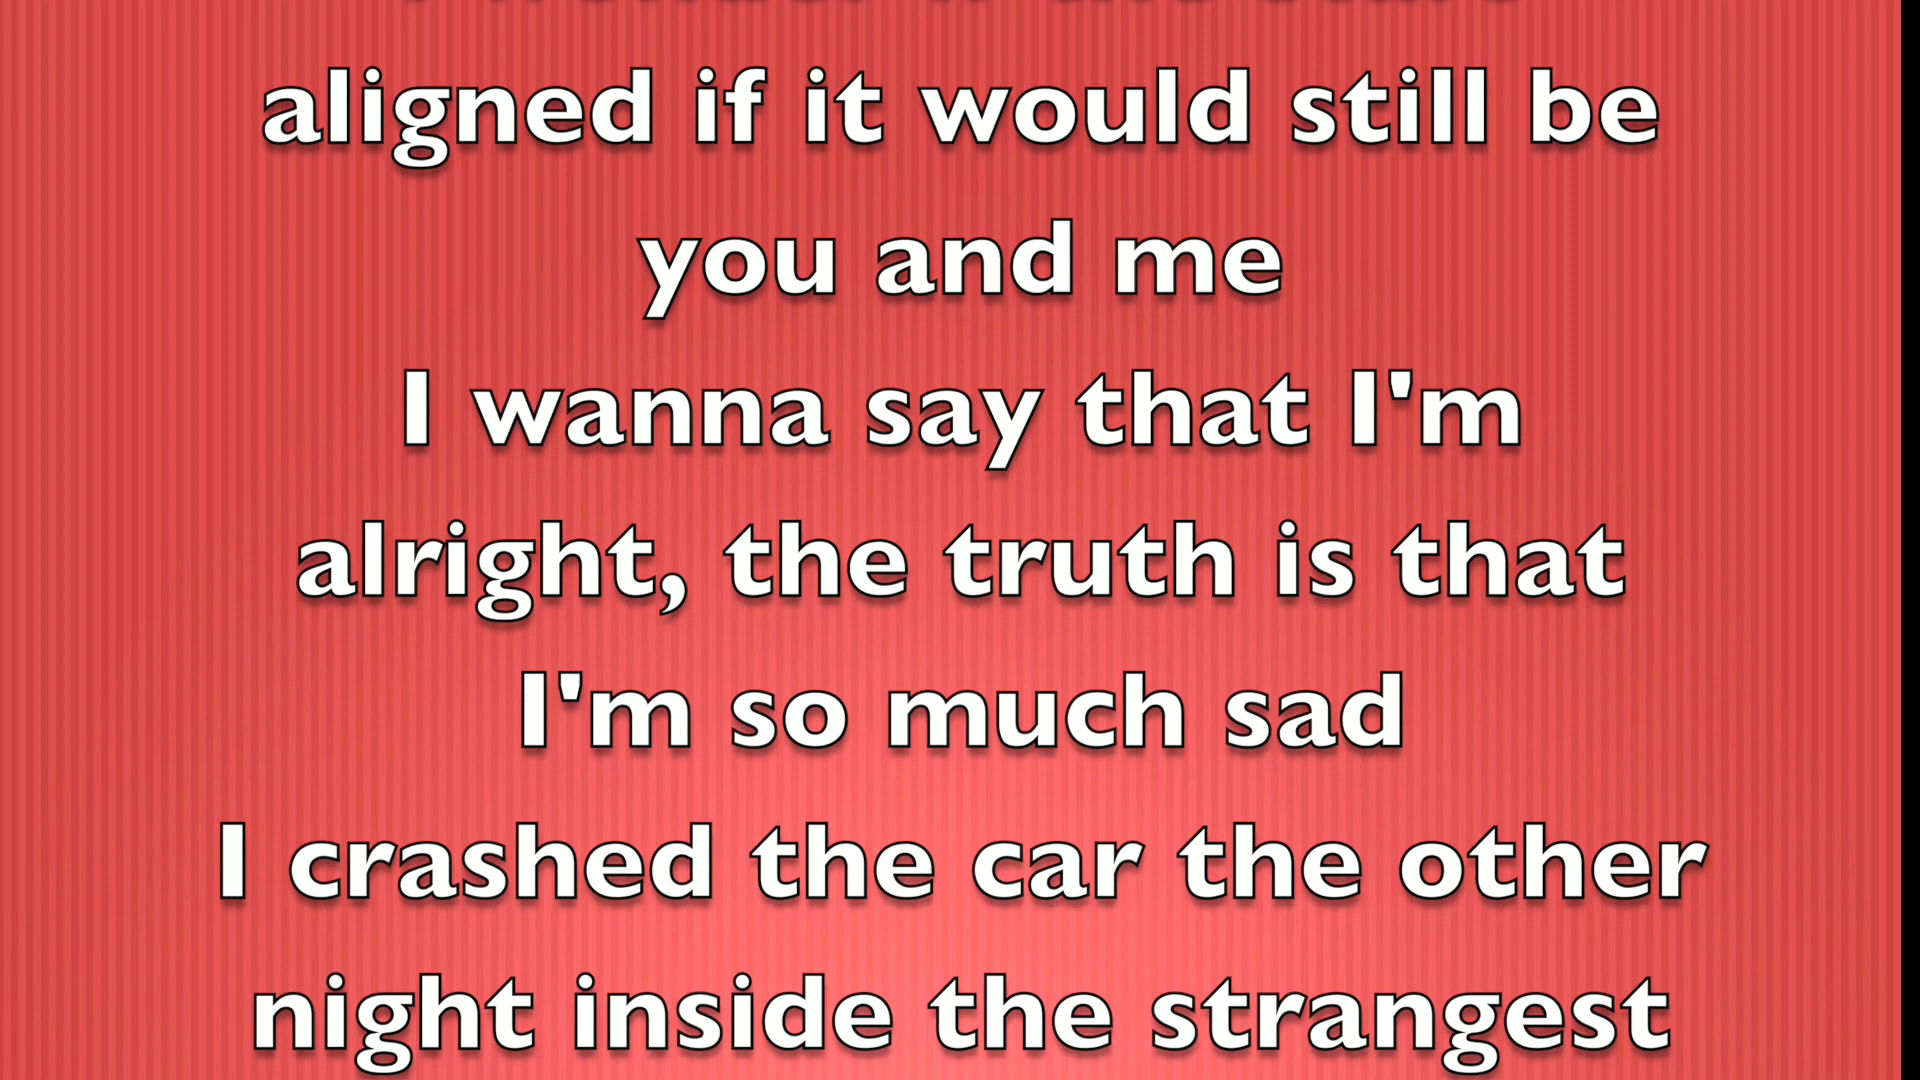 aligned if it would still be
you and me
I wanna say that I'm
alright, the truth is that
I'm so much sad
I crashed the car the other
night inside the strangest